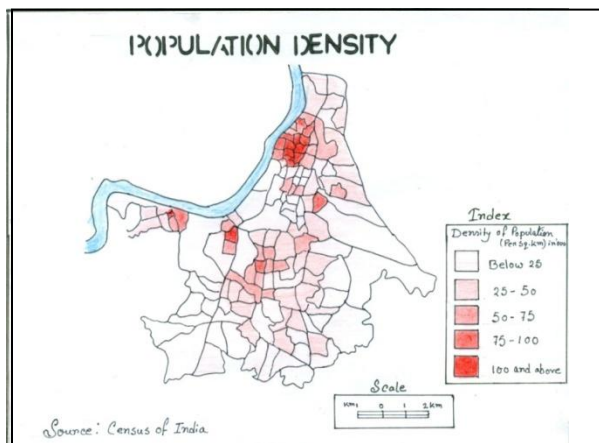 POPULATION DENSITY
Index
Density of Population
(Per Sq. km) in '000
Below 25
25-50
50-75
75-100
100 and above
Scale
km 1 0 1 2 km
Source: Census of India